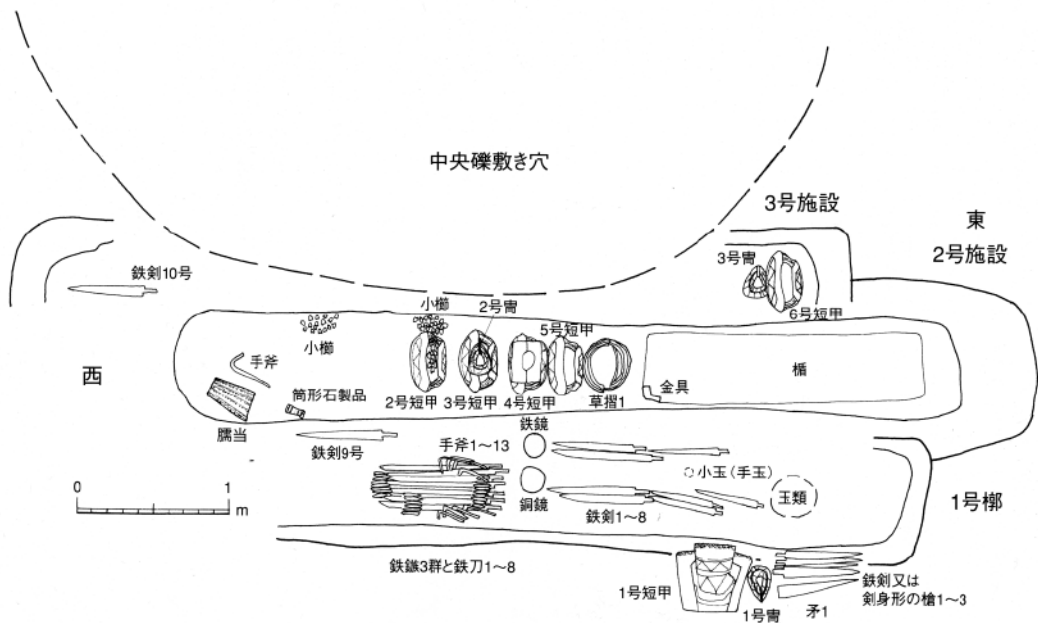 中央礫敷き穴
3号施設
東
2号施設
鉄剣10号
3号冑
6号短甲
小櫛
2号冑
5号短甲
小櫛
手斧
西
楯
金具
筒形石製品
2号短甲
3号短甲
4号短甲
草摺1
臑当
鉄剣9号
手斧1〜13
鉄鏡
小玉(手玉)
玉類
銅鏡
鉄剣1〜8
1号槨
0
1
m
鉄鏃3群と鉄刀1〜8
1号短甲
1号冑
矛1
鉄剣又は
剣身形の槍1〜3